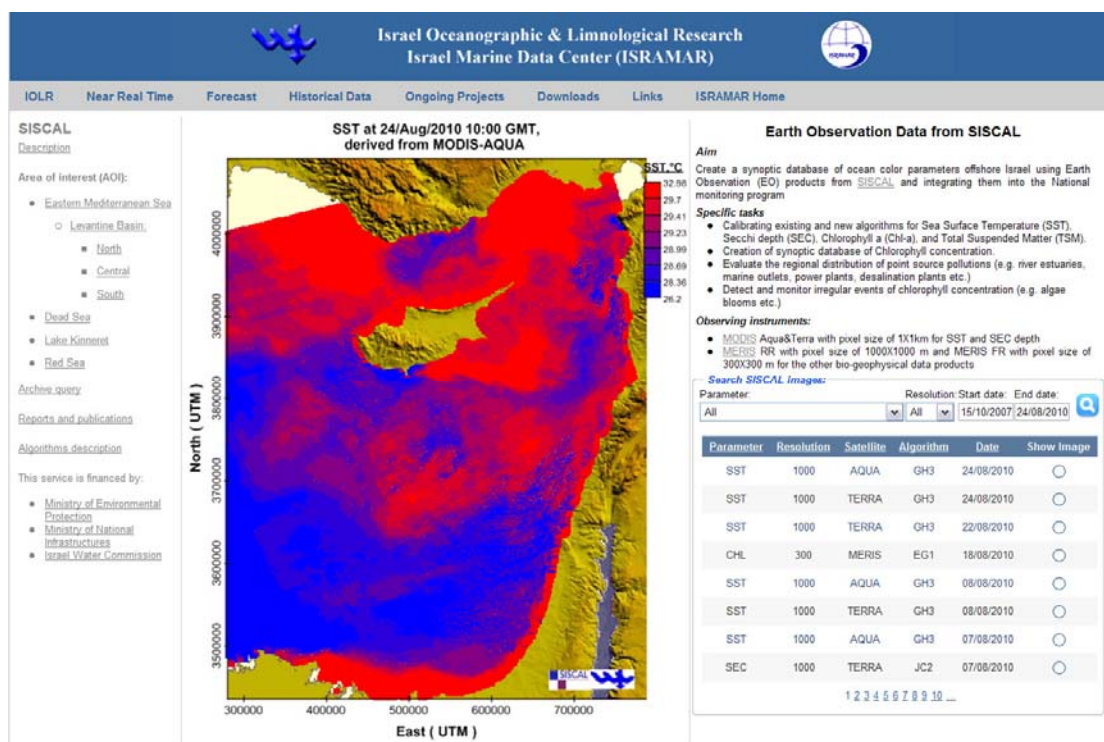 Israel Oceanographic & Limnological Research
Israel Marine Data Center (ISRAMAR)
ISRAMAR
IOLR Near Real Time Forecast Historical Data Ongoing Projects Downloads Links ISRAMAR Home
SISCAL
Description
Area of interest (AOI):
Eastern Mediterranean Sea
Levantine Basin:
North
Central
South
Dead Sea
Lake Kinneret
Red Sea
Archive query
Reports and publications
Algorithms description
This service is financed by:
Ministry of Environmental
Protection
Ministry of National
Infrastructures
Israel Water Commission
SST at 24/Aug/2010 10:00 GMT,
derived from MODIS-AQUA
SST,°C
32.98
29.7
29.41
29.23
28.99
28.69
28.36
26.2
North ( UTM )
4000000
3900000
3800000
3700000
3600000
3500000
SISCAL
300000 400000 500000 600000 700000
East ( UTM )
Earth Observation Data from SISCAL
Aim
Create a synoptic database of ocean color parameters offshore Israel using Earth
Observation (EO) products from SISCAL and integrating them into the National
monitoring program
Specific tasks
Calibrating existing and new algorithms for Sea Surface Temperature (SST),
Secchi depth (SEC), Chlorophyll a (Chl-a), and Total Suspended Matter (TSM).
Creation of synoptic database of Chlorophyll concentration.
Evaluate the regional distribution of point source pollutions (e.g. river estuaries,
marine outlets, power plants, desalination plants etc.)
Detect and monitor irregular events of chlorophyll concentration (e.g. algae
blooms etc.)
Observing instruments:
MODIS Aqua&Terra with pixel size of 1X1km for SST and SEC depth
MERIS RR with pixel size of 1000X1000 m and MERIS FR with pixel size of
300X300 m for the other bio-geophysical data products
Search SISCAL images:
Parameter: Resolution: Start date: End date:
All All 15/10/2007 24/08/2010
Parameter Resolution Satellite Algorithm Date Show Image
SST 1000 AQUA GH3 24/08/2010
SST 1000 TERRA GH3 24/08/2010
SST 1000 TERRA GH3 22/08/2010
CHL 300 MERIS EG1 18/08/2010
SST 1000 AQUA GH3 08/08/2010
SST 1000 TERRA GH3 08/08/2010
SST 1000 AQUA GH3 07/08/2010
SEC 1000 TERRA JC2 07/08/2010
1 2 3 4 5 6 7 8 9 10 ...